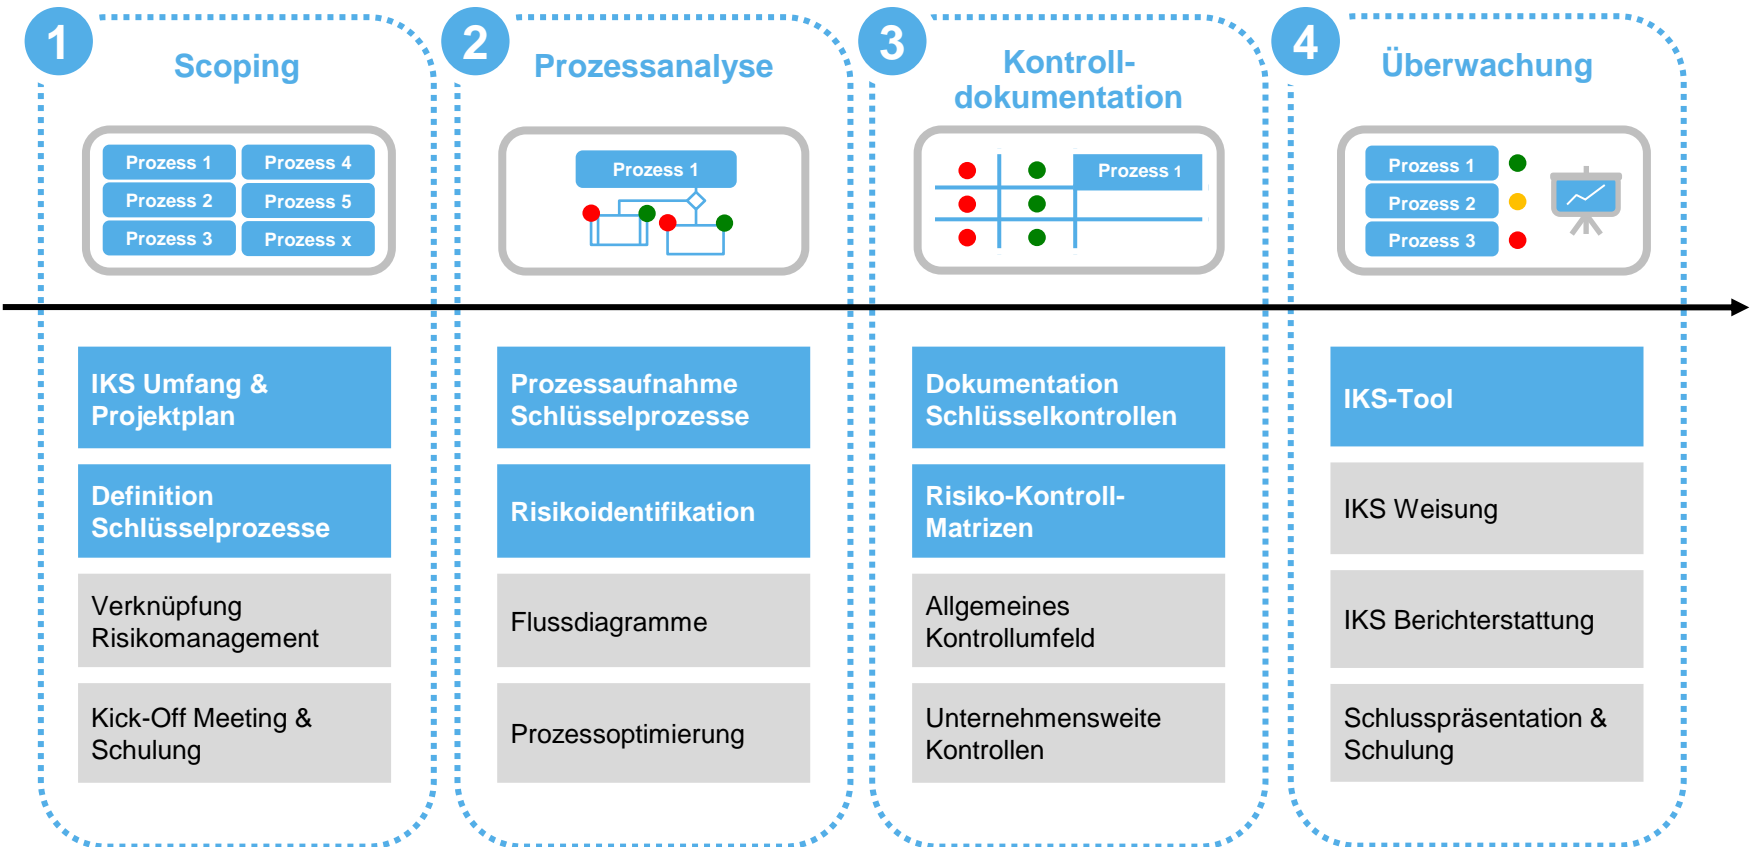 1
Scoping
Prozess 1
Prozess 4
Prozess 2
Prozess 5
Prozess 3
Prozess x
IKS Umfang &
Projektplan
Definition
Schlüsselprozesse
Verknüpfung
Risikomanagement
Kick-Off Meeting &
Schulung
2
Prozessanalyse
Prozess 1
Prozessaufnahme
Schlüsselprozesse
Risikoidentifikation
Flussdiagramme
Prozessoptimierung
3
Kontroll-
dokumentation
Prozess 1
Dokumentation
Schlüsselkontrollen
Risiko-Kontroll-
Matrizen
Allgemeines
Kontrollumfeld
Unternehmensweite
Kontrollen
4
Überwachung
Prozess 1
Prozess 2
Prozess 3
IKS-Tool
IKS Weisung
IKS Berichterstattung
Schlusspräsentation &
Schulung